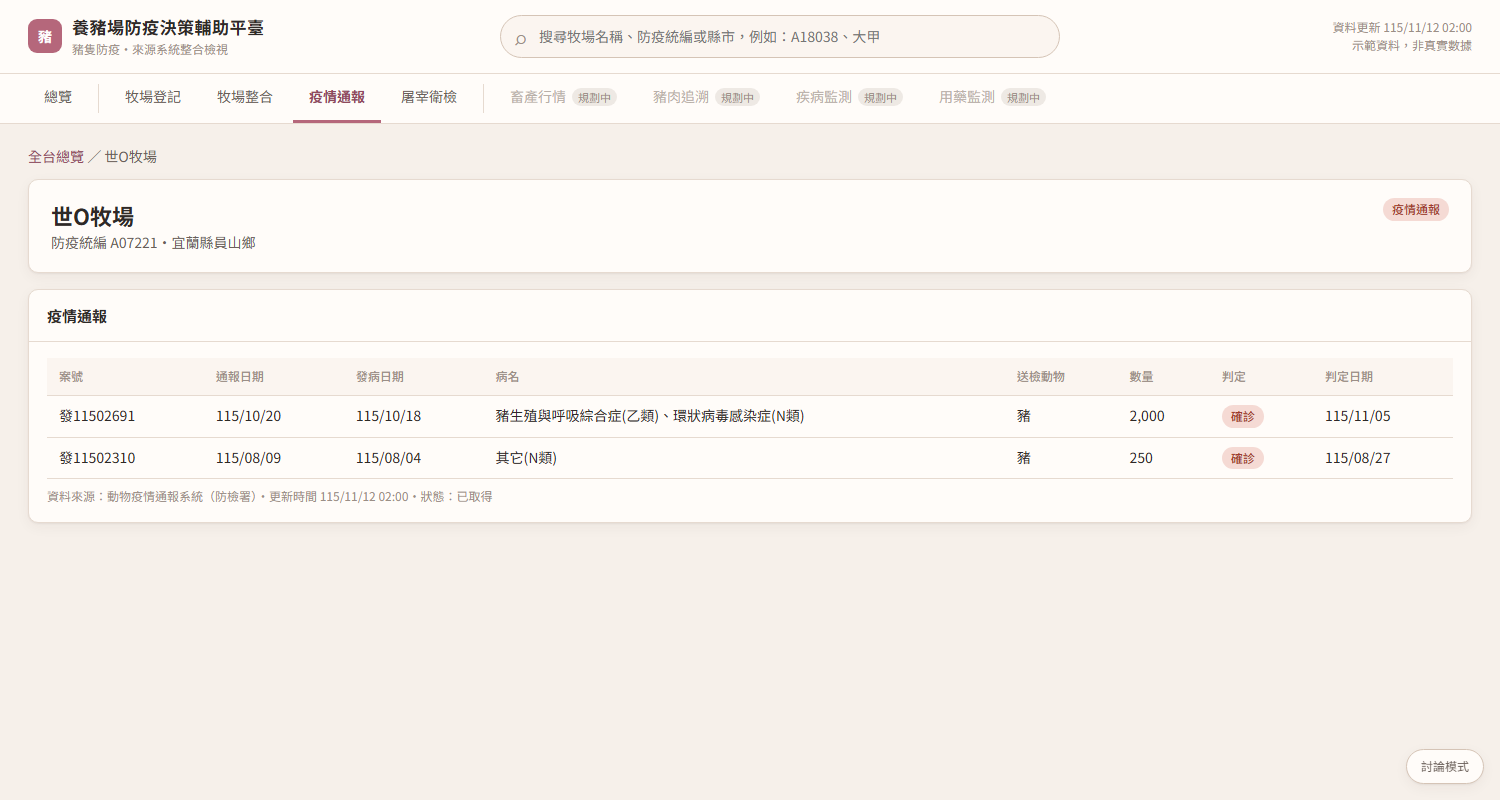 豬
養豬場防疫決策輔助平臺
豬隻防疫・來源系統整合檢視
搜尋牧場名稱、防疫統編或縣市，例如：A18038、大甲
資料更新 115/11/12 02:00
示範資料，非真實數據
總覽 牧場登記 牧場整合 疫情通報 屠宰衛檢 畜產行情 規劃中 豬肉追溯 規劃中 疾病監測 規劃中 用藥監測 規劃中
全台總覽 ／ 世O牧場
世O牧場
疫情通報
防疫統編 A07221・宜蘭縣員山鄉
疫情通報
案號 通報日期 發病日期 病名 送檢動物 數量 判定 判定日期
發11502691 115/10/20 115/10/18 豬生殖與呼吸綜合症(乙類)、環狀病毒感染症(N類) 豬 2,000 確診 115/11/05
發11502310 115/08/09 115/08/04 其它(N類) 豬 250 確診 115/08/27
資料來源：動物疫情通報系統（防檢署）・更新時間 115/11/12 02:00・狀態：已取得
討論模式